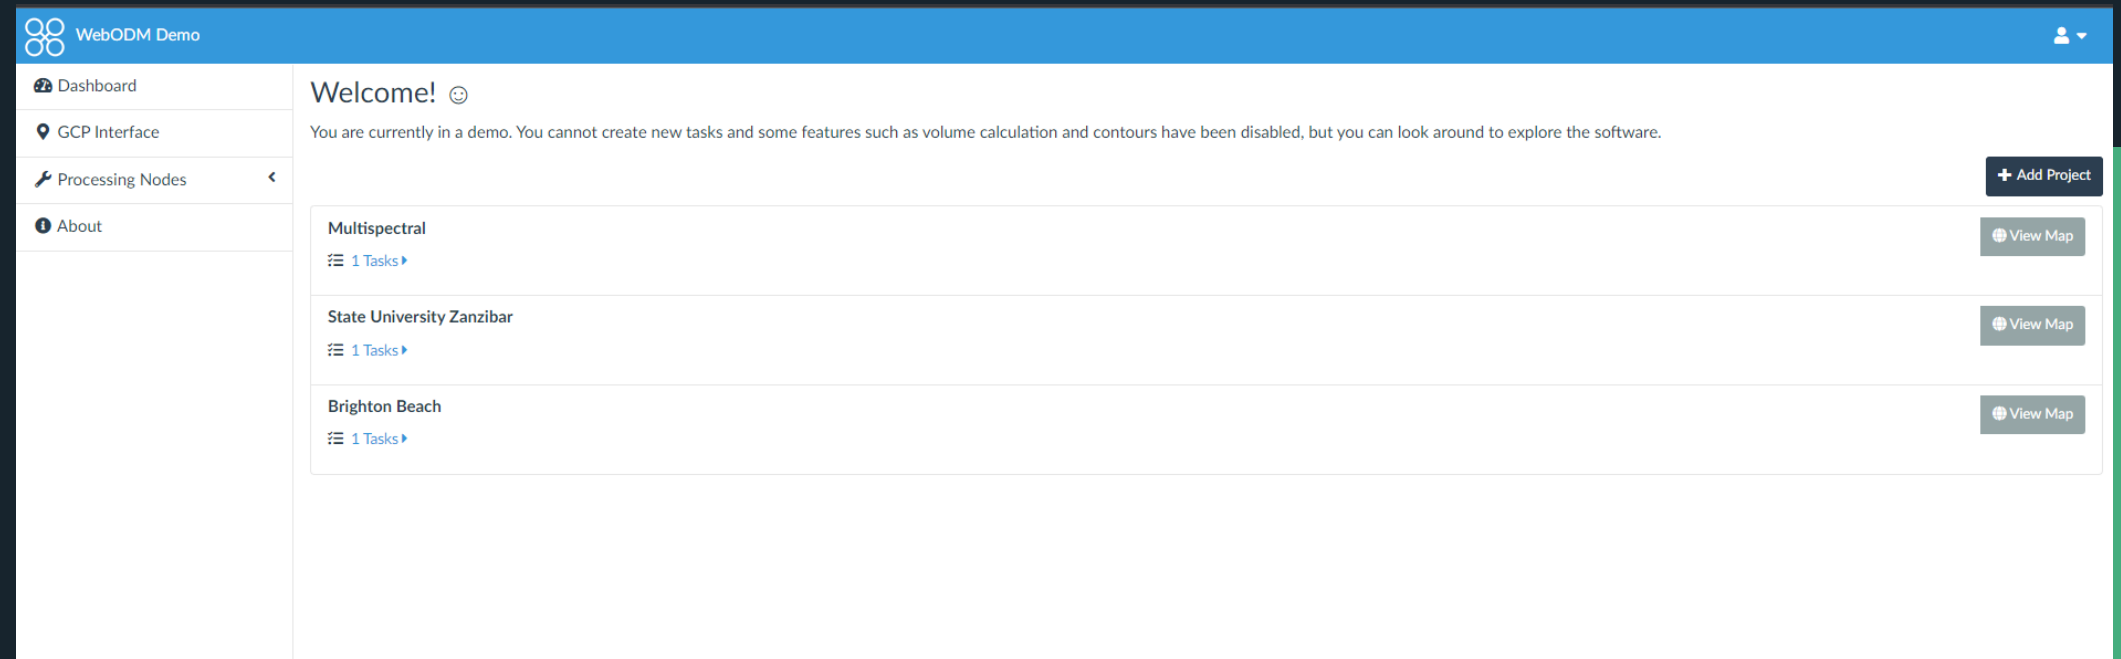 WebODM Demo
Dashboard
GCP Interface
Processing Nodes
About
Welcome!
You are currently in a demo. You cannot create new tasks and some features such as volume calculation and contours have been disabled, but you can look around to explore the software.
Add Project
Multispectral
View Map
1 Tasks
State University Zanzibar
View Map
1 Tasks
Brighton Beach
View Map
1 Tasks